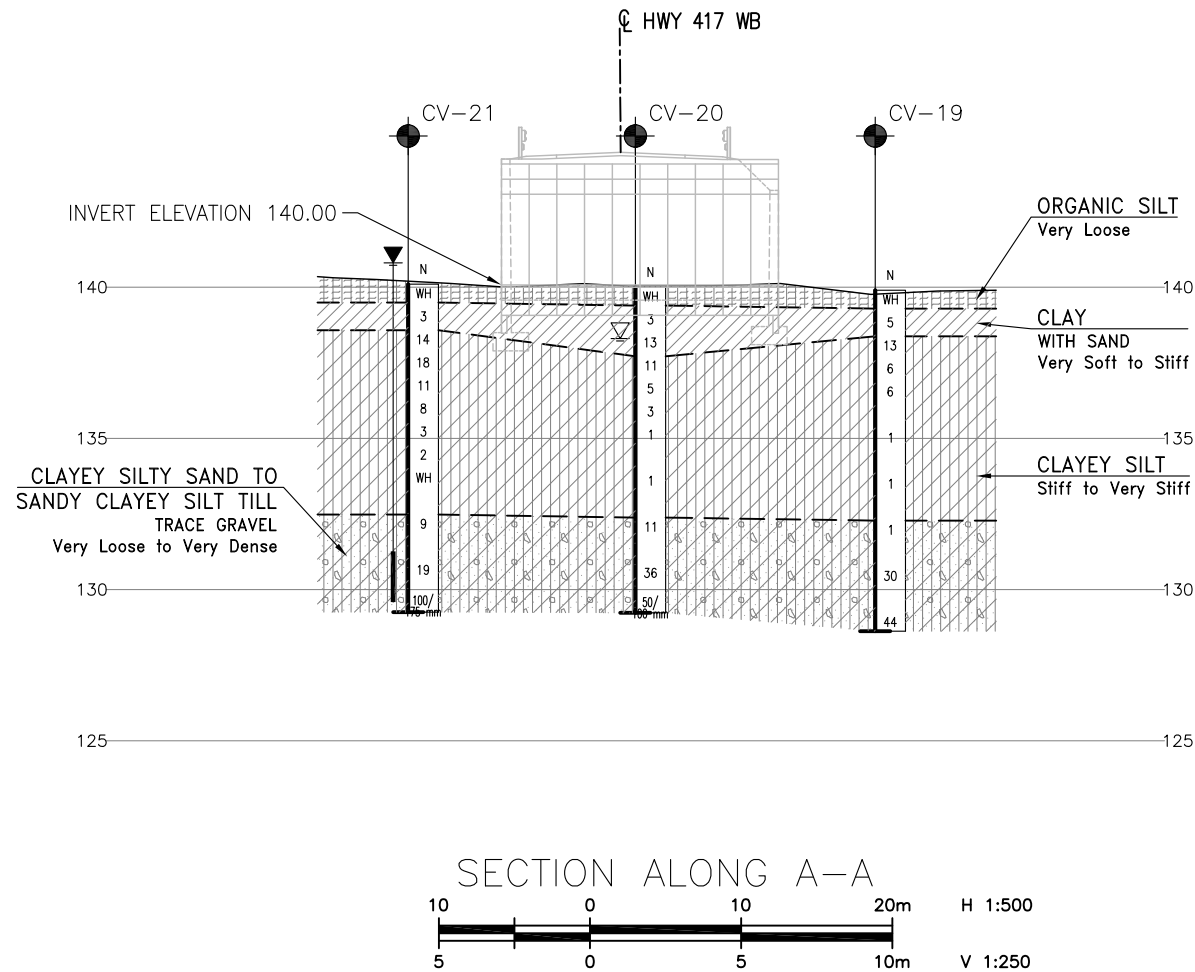 ℄ HWY 417 WB
CV-21
CV-20
CV-19
INVERT ELEVATION 140.00
ORGANIC SILT
Very Loose
N
N
N
140
140
WH
3
14
18
11
8
3
2
WH
9
19
100/
175 mm
WH
3
13
11
5
3
1
1
11
36
50/
WH
5
13
6
6
1
1
1
30
44
CLAY
WITH SAND
Very Soft to Stiff
135
135
CLAYEY SILT
Stiff to Very Stiff
CLAYEY SILTY SAND TO
SANDY CLAYEY SILT TILL
TRACE GRAVEL
Very Loose to Very Dense
130
130
125
125
SECTION ALONG A-A
10 0 10 20m H 1:500
5 0 5 10m V 1:250